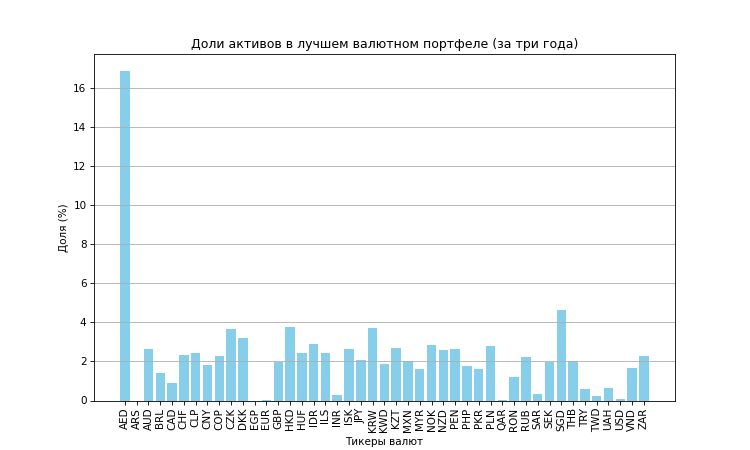 Доли активов в лучшем валютном портфеле (за три года)
Доля (%)
16
14
12
10
8
6
4
2
0
AED ARS AUD BRL CAD CHF CLP CNY COP CZK DKK EGP EUR GBP HKD HUF IDR ILS INR ISK JPY KRW KWD KZT MXN MYR NOK NZD PEN PHP PKR PLN QAR RON RUB SAR SEK SGD THB TRY TWD UAH USD VND ZAR
Тикеры валют